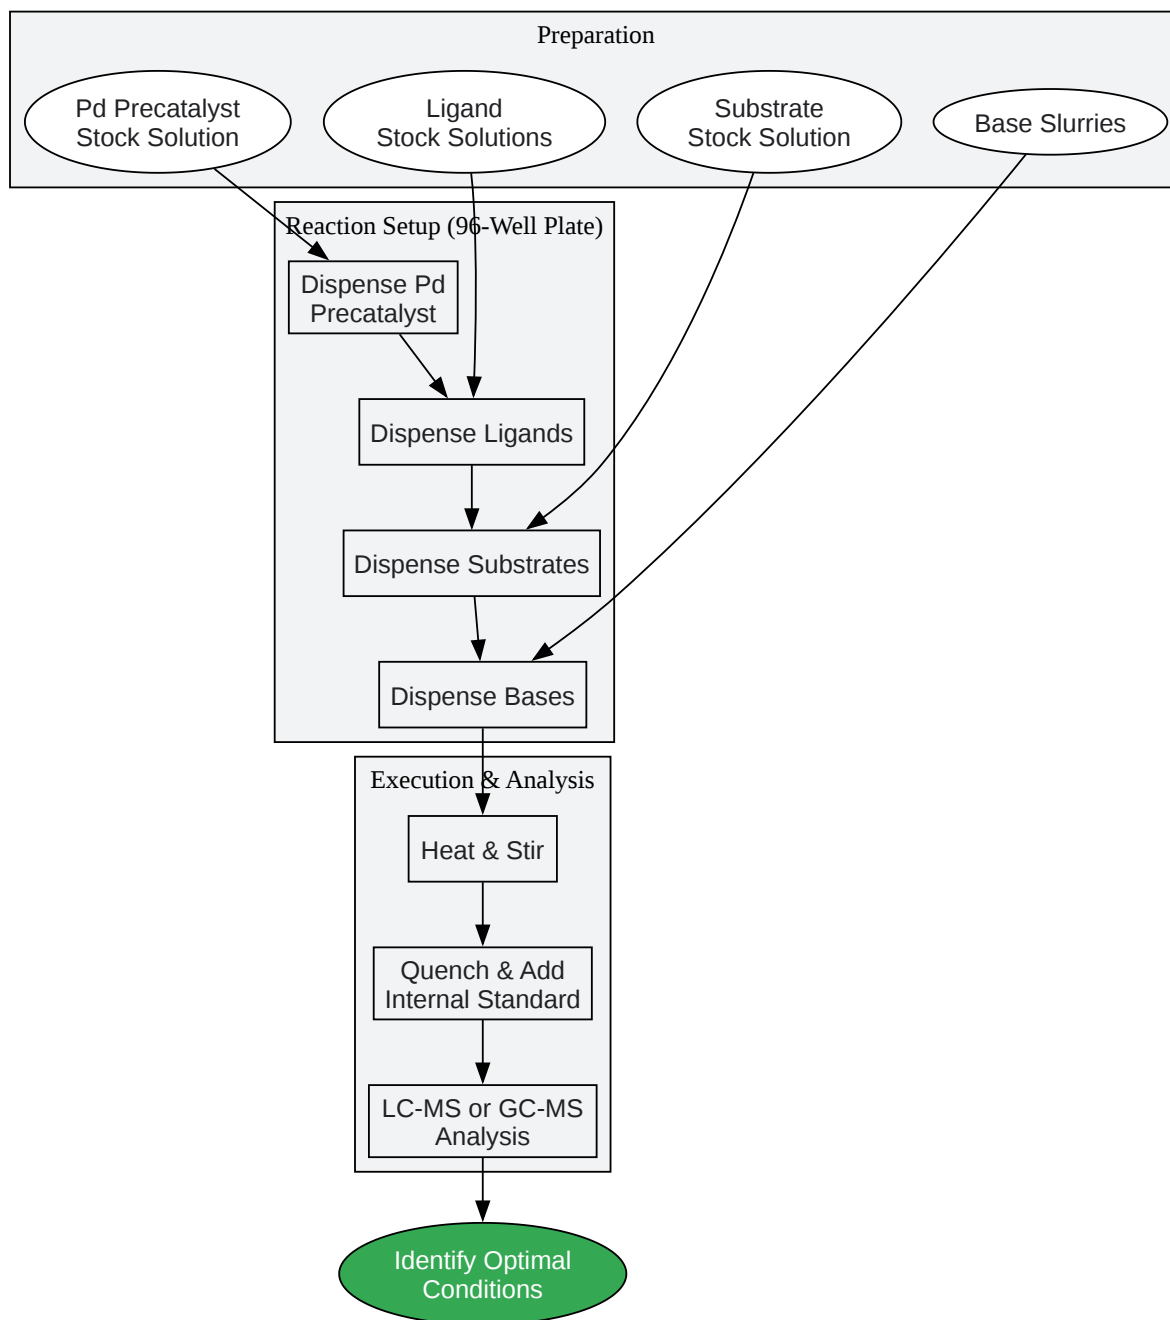 Preparation
Pd Precatalyst
Stock Solution
Ligand
Stock Solutions
Substrate
Stock Solution
Base Slurries
Reaction Setup (96-Well Plate)
Dispense Pd
Precatalyst
Dispense Ligands
Dispense Substrates
Dispense Bases
Execution & Analysis
Heat & Stir
Quench & Add
Internal Standard
LC-MS or GC-MS
Analysis
Identify Optimal
Conditions